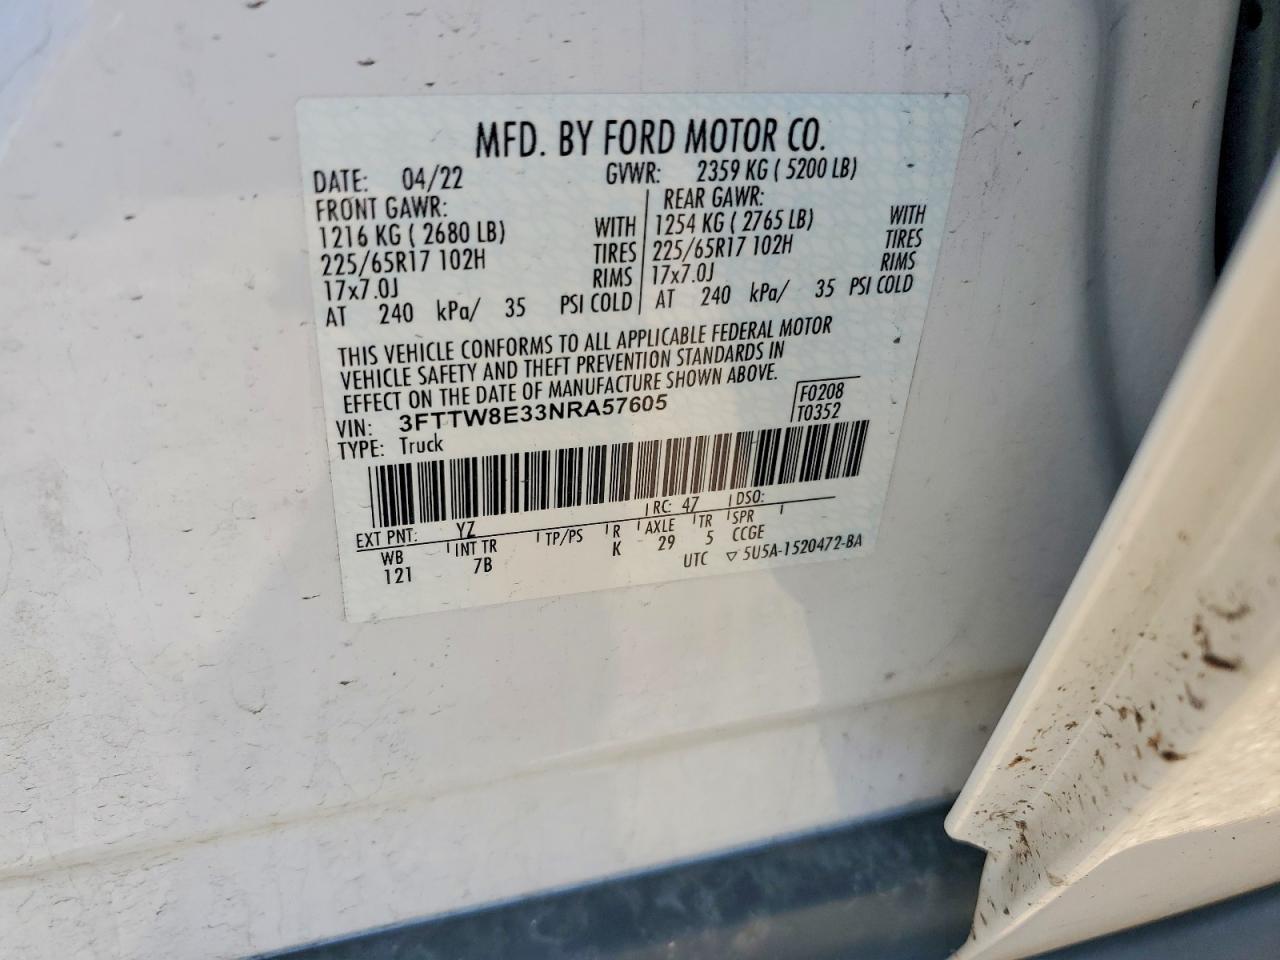 MFD. BY FORD MOTOR CO.
DATE: 04/22 GVWR: 2359 KG ( 5200 LB)
FRONT GAWR: REAR GAWR:
1216 KG ( 2680 LB) WITH 1254 KG ( 2765 LB) WITH
225/65R17 102H TIRES 225/65R17 102H TIRES
17x7.0J RIMS 17x7.0J RIMS
AT 240 kPa/ 35 PSI COLD AT 240 kPa/ 35 PSI COLD
THIS VEHICLE CONFORMS TO ALL APPLICABLE FEDERAL MOTOR
VEHICLE SAFETY AND THEFT PREVENTION STANDARDS IN
EFFECT ON THE DATE OF MANUFACTURE SHOWN ABOVE.
VIN: 3FTTW8E33NRA57605 F0208
TYPE: Truck T0352
EXT PNT: YZ RC: 47 DSO:
WB INT TR TP/PS R AXLE TR SPR
121 7B K 29 5 CCGE
UTC ▽ 5U5A-1520472-BA